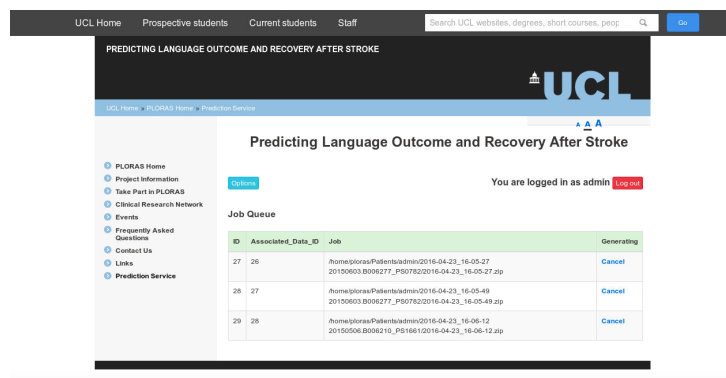 UCL Home Prospective students Current students Staff Search UCL websites, degrees, short courses, peop Go
PREDICTING LANGUAGE OUTCOME AND RECOVERY AFTER STROKE
UCL
UCL Home » PLORAS Home » Prediction Service
A A A
Predicting Language Outcome and Recovery After Stroke
PLORAS Home
Project Information
Take Part in PLORAS
Clinical Research Network
Events
Frequently Asked
Questions
Contact Us
Links
Prediction Service
Options You are logged in as admin Log out
Job Queue
ID Associated_Data_ID Job Generating
27 26 /home/ploras/Patients/admin/2016-04-23_16-05-27 Cancel
20150603.B006277_PS0782/2016-04-23_16-05-27.zip
28 27 /home/ploras/Patients/admin/2016-04-23_16-05-49 Cancel
20150603.B006277_PS0782/2016-04-23_16-05-49.zip
29 28 /home/ploras/Patients/admin/2016-04-23_16-06-12 Cancel
20150506.B006210_PS1661/2016-04-23_16-06-12.zip